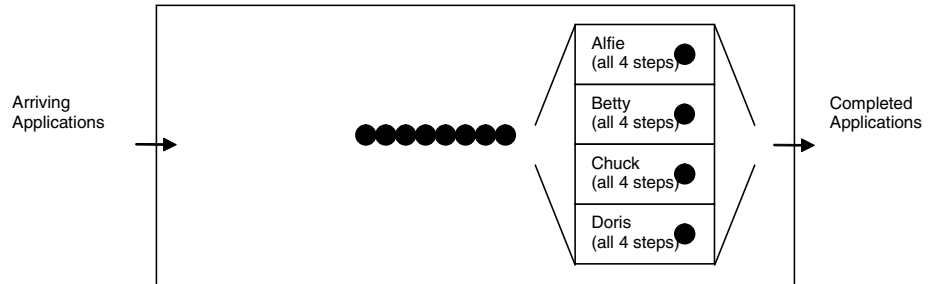 Arriving
Applications
Alfie
(all 4 steps)
Betty
(all 4 steps)
Chuck
(all 4 steps)
Doris
(all 4 steps)
Completed
Applications